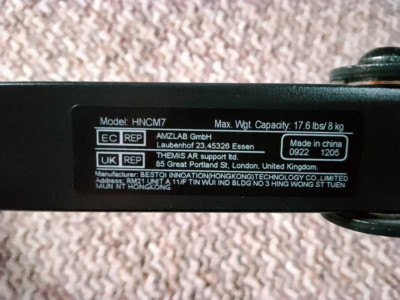 Model: HNCM7 Max. Wgt. Capacity: 17.6 lbs/ 8 kg
EC REP AMZLAB GmbH
Laubenhof 23,45326 Essen
Made in china
0922 1205
UK REP THEMIS AR support ltd.
85 Great Portland St, London, United Kingdom.
Manufacturer: BESTQI INNOATION(HONGKONG)TECHNOLOGY CO.,LIMITED
Address: RM21 UNIT A 11/F TIN WUI IND BLDG NO 3 HING WONG ST TUEN
MUN NT HONGKONG